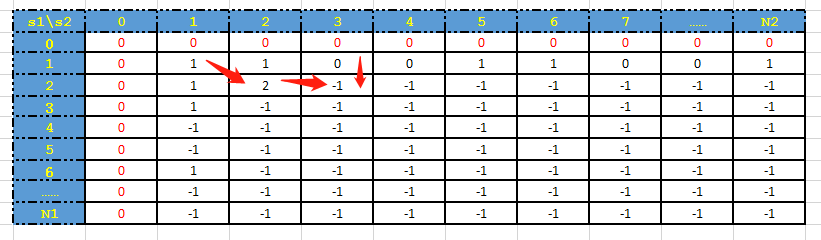 s1\s2 0 1 2 3 4 5 6 7 …… N2
0 0 0 0 0 0 0 0 0 0 0
1 0 1 1 0 0 1 1 0 0 1
2 0 1 2 -1 -1 -1 -1 -1 -1 -1
3 0 1 -1 -1 -1 -1 -1 -1 -1 -1
4 0 -1 -1 -1 -1 -1 -1 -1 -1 -1
5 0 -1 -1 -1 -1 -1 -1 -1 -1 -1
6 0 1 -1 -1 -1 -1 -1 -1 -1 -1
…… 0 -1 -1 -1 -1 -1 -1 -1 -1 -1
N1 0 -1 -1 -1 -1 -1 -1 -1 -1 -1